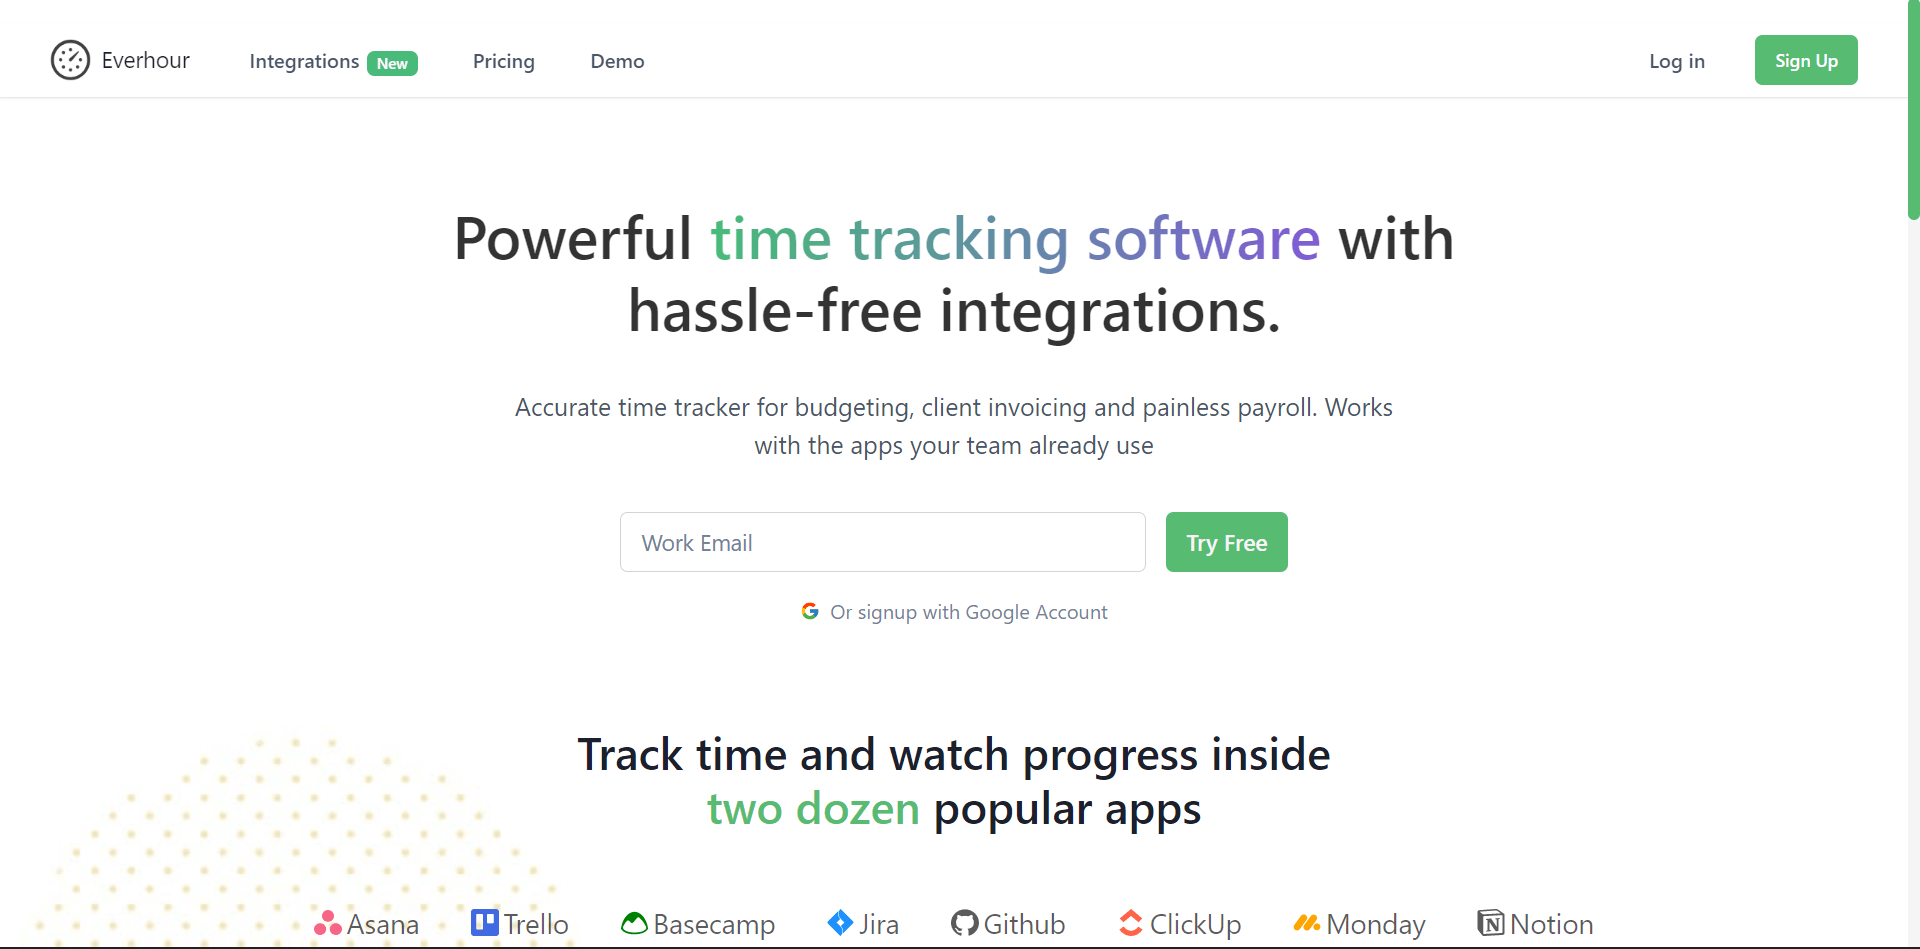 Everhour Integrations New Pricing Demo Log in Sign Up
Powerful time tracking software with
hassle-free integrations.
Accurate time tracker for budgeting, client invoicing and painless payroll. Works
with the apps your team already use
Work Email Try Free
Or signup with Google Account
Track time and watch progress inside
two dozen popular apps
Asana Trello Basecamp Jira Github ClickUp Monday Notion